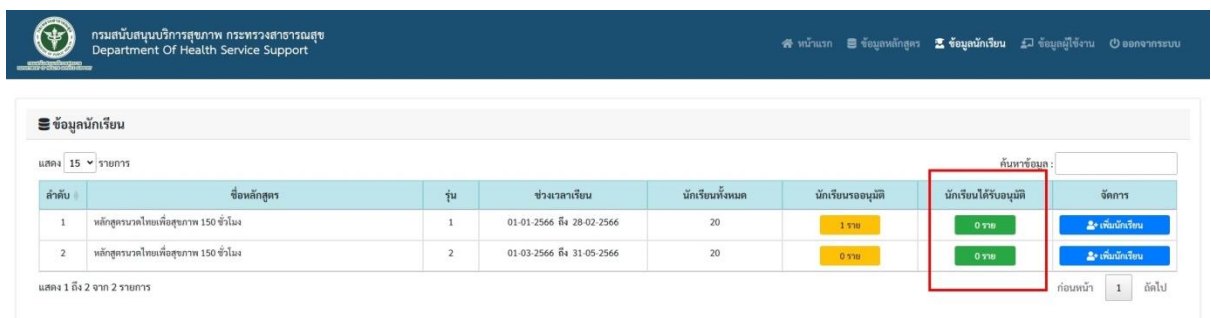 กรมสนับสนุนบริการสุขภาพ กระทรวงสาธารณสุข
Department Of Health Service Support
หน้าแรก ข้อมูลหลักสูตร ข้อมูลนักเรียน ข้อมูลผู้ใช้งาน ออกจากระบบ
ข้อมูลนักเรียน
แสดง 15 รายการ ค้นหาข้อมูล :
ลำดับ ชื่อหลักสูตร รุ่น ช่วงเวลาเรียน นักเรียนทั้งหมด นักเรียนรออนุมัติ นักเรียนได้รับอนุมัติ จัดการ
1 หลักสูตรนวดไทยเพื่อสุขภาพ 150 ชั่วโมง 1 01-01-2566 ถึง 28-02-2566 20 1 ราย 0 ราย เพิ่มนักเรียน
2 หลักสูตรนวดไทยเพื่อสุขภาพ 150 ชั่วโมง 2 01-03-2566 ถึง 31-05-2566 20 0 ราย 0 ราย เพิ่มนักเรียน
แสดง 1 ถึง 2 จาก 2 รายการ ก่อนหน้า 1 ถัดไป